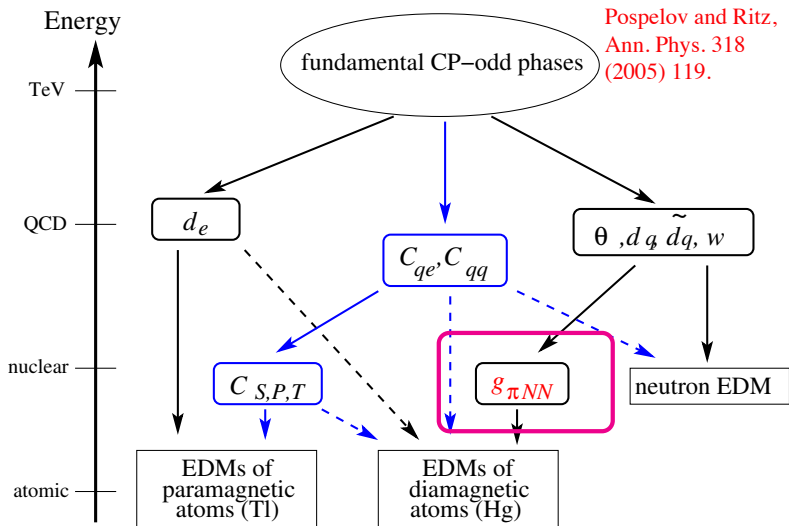 Energy
TeV
QCD
nuclear
atomic
fundamental CP−odd phases
Pospelov and Ritz,
Ann. Phys. 318
(2005) 119.
d_e
C_qe, C_qq
θ , d_q, d̃_q, w
C_S,P,T
g_πNN
neutron EDM
EDMs of
paramagnetic
atoms (Tl)
EDMs of
diamagnetic
atoms (Hg)